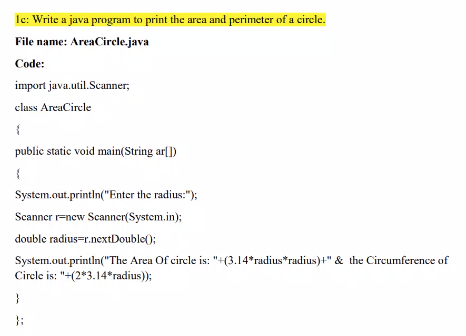 1c: Write a java program to print the area and perimeter of a circle.
File name: AreaCircle.java
Code:
import java.util.Scanner;
class AreaCircle
{
public static void main(String ar[])
{
System.out.println("Enter the radius:");
Scanner r=new Scanner(System.in);
double radius=r.nextDouble();
System.out.println("The Area Of circle is: "+(3.14*radius*radius)+" & the Circumference of
Circle is: "+(2*3.14*radius));
}
};